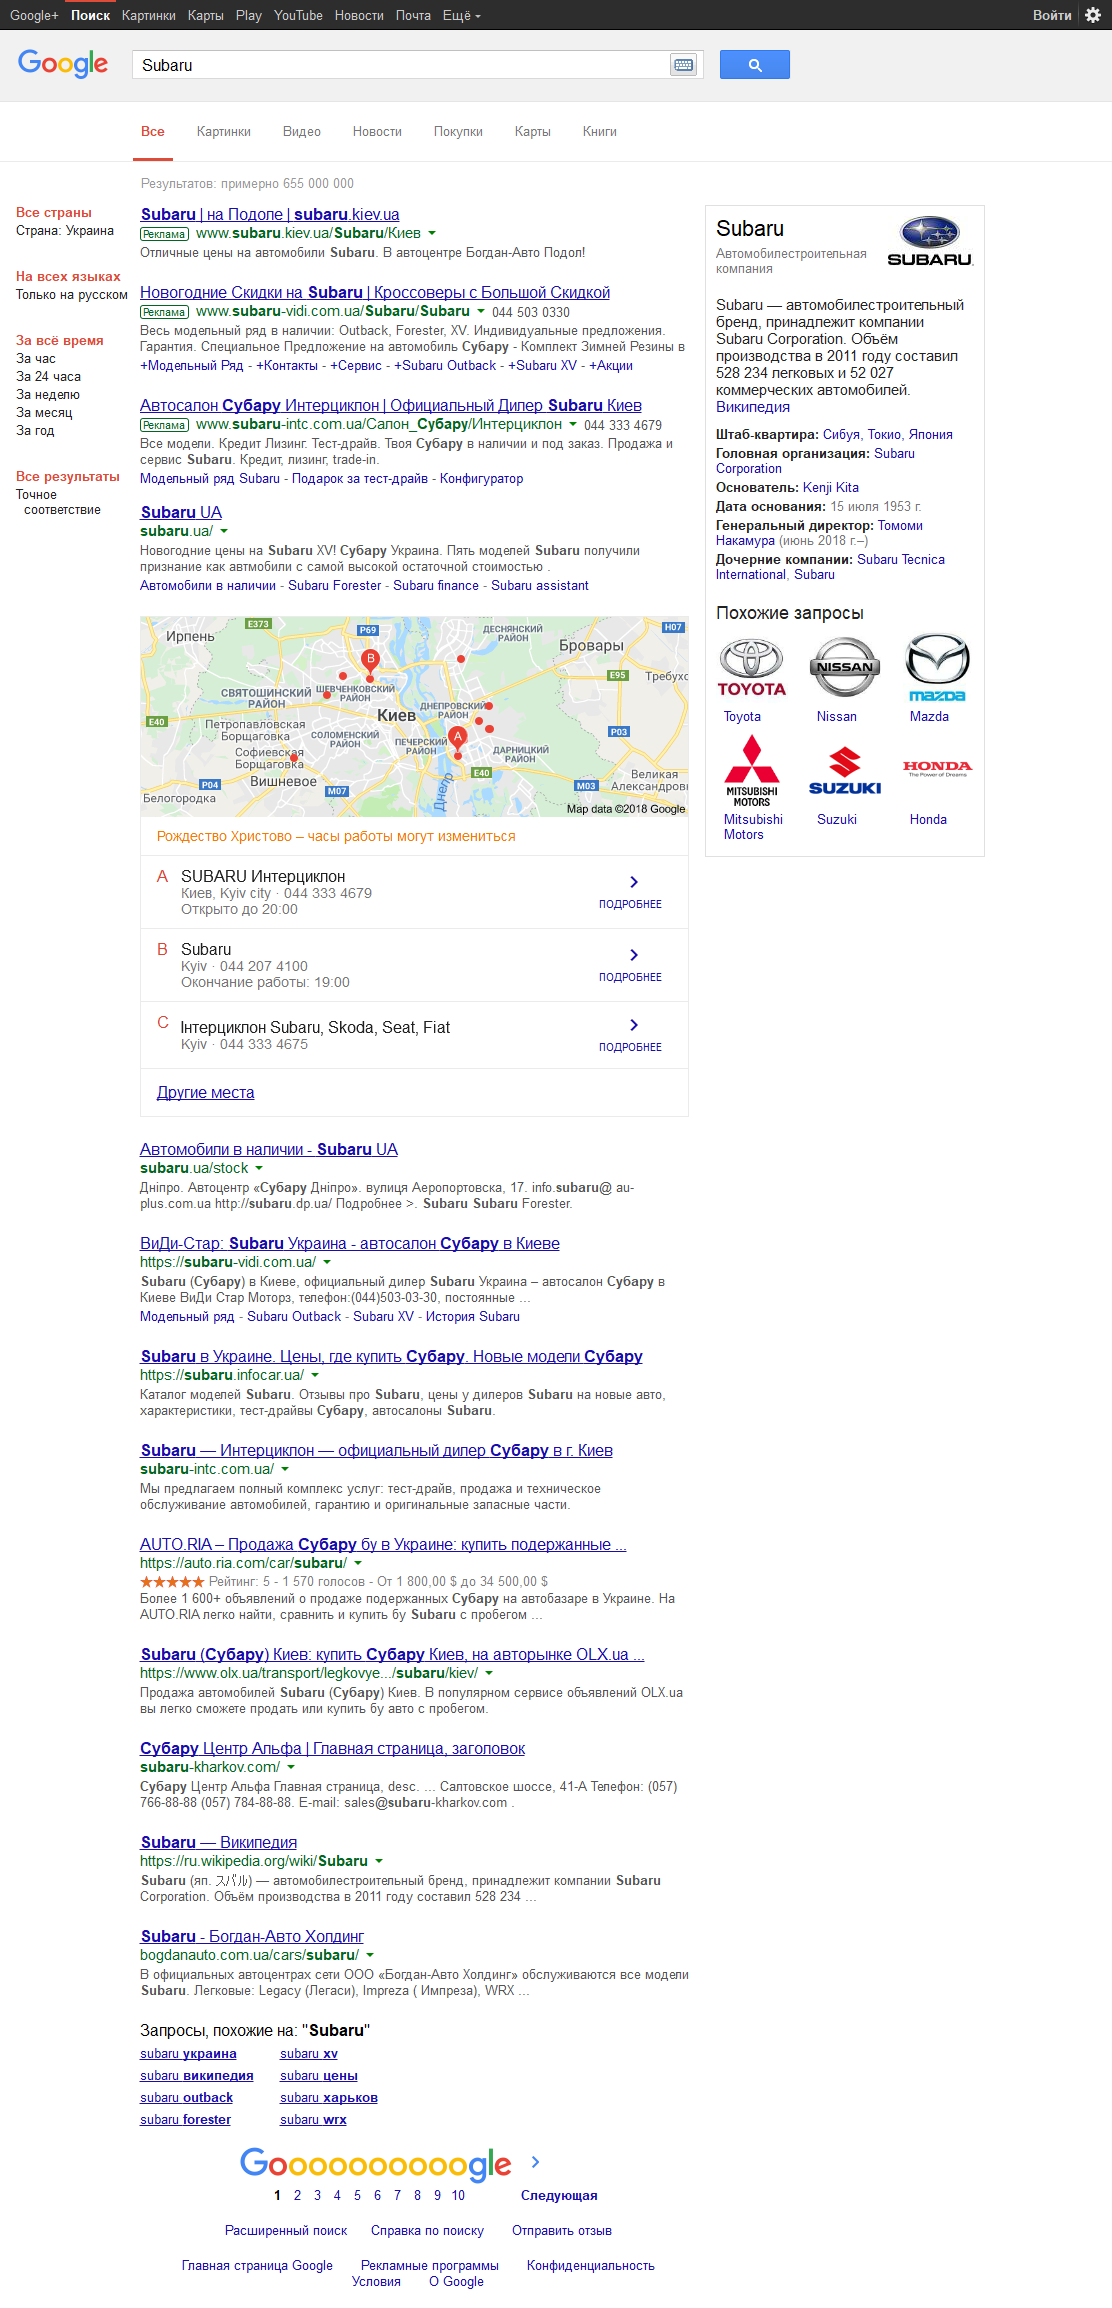 Google+ Поиск Картинки Карты Play YouTube Новости Почта Ещё Войти
Google Subaru
Все Картинки Видео Новости Покупки Карты Книги
Результатов: примерно 655 000 000
Все страны
Страна: Украина
На всех языках
Только на русском
За всё время
За час
За 24 часа
За неделю
За месяц
За год
Все результаты
Точное
соответствие
Subaru | на Подоле | subaru.kiev.ua
Реклама www.subaru.kiev.ua/Subaru/Киев
Отличные цены на автомобили Subaru. В автоцентре Богдан-Авто Подол!
Новогодние Скидки на Subaru | Кроссоверы с Большой Скидкой
Реклама www.subaru-vidi.com.ua/Subaru/Subaru 044 503 0330
Весь модельный ряд в наличии: Outback, Forester, XV. Индивидуальные предложения.
Гарантия. Специальное Предложение на автомобиль Субару - Комплект Зимней Резины в
+Модельный Ряд - +Контакты - +Сервис - +Subaru Outback - +Subaru XV - +Акции
Автосалон Субару Интерциклон | Официальный Дилер Subaru Киев
Реклама www.subaru-intc.com.ua/Салон_Субару/Интерциклон 044 333 4679
Все модели. Кредит Лизинг. Тест-драйв. Твоя Субару в наличии и под заказ. Продажа и
сервис Subaru. Кредит, лизинг, trade-in.
Модельный ряд Subaru - Подарок за тест-драйв - Конфигуратор
Subaru UA
subaru.ua/
Новогодние цены на Subaru XV! Субару Украина. Пять моделей Subaru получили
признание как автмобили с самой высокой остаточной стоимостью .
Автомобили в наличии - Subaru Forester - Subaru finance - Subaru assistant
Ирпень E373 P69 ДЕСНЯНСКИЙ РАЙОН H07
Бровары
B
E95
Требухо
СВЯТОШИНСКИЙ РАЙОН ШЕВЧЕНКОВСКИЙ РАЙОН
Киев ДНЕПРОВСКИЙ РАЙОН
E40 Петропавловская Борщаговка СОЛОМЕНСКИЙ РАЙОН ПЕЧЕРСКИЙ РАЙОН A P03
Софиевская Борщаговка ДАРНИЦКИЙ РАЙОН
Вишневое E40 Великая Александровк
P04 M07 Днепр M03
Белогородка
Map data ©2018 Google
Рождество Христово – часы работы могут измениться
A SUBARU Интерциклон
Киев, Kyiv city · 044 333 4679
Открыто до 20:00
ПОДРОБНЕЕ
B Subaru
Kyiv · 044 207 4100
Окончание работы: 19:00
ПОДРОБНЕЕ
C Інтерциклон Subaru, Skoda, Seat, Fiat
Kyiv · 044 333 4675
ПОДРОБНЕЕ
Другие места
Автомобили в наличии - Subaru UA
subaru.ua/stock
Дніпро. Автоцентр «Субару Дніпро». вулиця Аеропортовська, 17. info.subaru@ au-
plus.com.ua http://subaru.dp.ua/ Подробнее >. Subaru Subaru Forester.
ВиДи-Стар: Subaru Украина - автосалон Субару в Киеве
https://subaru-vidi.com.ua/
Subaru (Субару) в Киеве, официальный дилер Subaru Украина – автосалон Субару в
Киеве ВиДи Стар Моторз, телефон:(044)503-03-30, постоянные ...
Модельный ряд - Subaru Outback - Subaru XV - История Subaru
Subaru в Украине. Цены, где купить Субару. Новые модели Субару
https://subaru.infocar.ua/
Каталог моделей Subaru. Отзывы про Subaru, цены у дилеров Subaru на новые авто,
характеристики, тест-драйвы Субару, автосалоны Subaru.
Subaru — Интерциклон — официальный дилер Субару в г. Киев
subaru-intc.com.ua/
Мы предлагаем полный комплекс услуг: тест-драйв, продажа и техническое
обслуживание автомобилей, гарантию и оригинальные запасные части.
AUTO.RIA – Продажа Субару бу в Украине: купить подержанные ...
https://auto.ria.com/car/subaru/
Рейтинг: 5 - 1 570 голосов - От 1 800,00 $ до 34 500,00 $
Более 1 600+ объявлений о продаже подержанных Субару на автобазаре в Украине. На
AUTO.RIA легко найти, сравнить и купить бу Subaru с пробегом ...
Subaru (Субару) Киев: купить Субару Киев, на авторынке OLX.ua ...
https://www.olx.ua/transport/legkovye.../subaru/kiev/
Продажа автомобилей Subaru (Субару) Киев. В популярном сервисе объявлений OLX.ua
вы легко сможете продать или купить бу авто с пробегом.
Субару Центр Альфа | Главная страница, заголовок
subaru-kharkov.com/
Субару Центр Альфа Главная страница, desc. ... Салтовское шоссе, 41-А Телефон: (057)
766-88-88 (057) 784-88-88. E-mail: sales@subaru-kharkov.com .
Subaru — Википедия
https://ru.wikipedia.org/wiki/Subaru
Subaru (яп. スバル) — автомобилестроительный бренд, принадлежит компании Subaru
Corporation. Объём производства в 2011 году составил 528 234 ...
Subaru - Богдан-Авто Холдинг
bogdanauto.com.ua/cars/subaru/
В официальных автоцентрах сети ООО «Богдан-Авто Холдинг» обслуживаются все модели
Subaru. Легковые: Legacy (Легаси), Impreza ( Импреза), WRX ...
Запросы, похожие на: "Subaru"
subaru украина subaru xv
subaru википедия subaru цены
subaru outback subaru харьков
subaru forester subaru wrx
Goooooooooogle
1 2 3 4 5 6 7 8 9 10 Следующая
Расширенный поиск Справка по поиску Отправить отзыв
Главная страница Google Рекламные программы Конфиденциальность
Условия О Google
Subaru
SUBARU.
Автомобилестроительная
компания
Subaru — автомобилестроительный
бренд, принадлежит компании
Subaru Corporation. Объём
производства в 2011 году составил
528 234 легковых и 52 027
коммерческих автомобилей.
Википедия
Штаб-квартира: Сибуя, Токио, Япония
Головная организация: Subaru
Corporation
Основатель: Kenji Kita
Дата основания: 15 июля 1953 г.
Генеральный директор: Томоми
Накамура (июнь 2018 г.–)
Дочерние компании: Subaru Tecnica
International, Subaru
Похожие запросы
TOYOTA NISSAN mazda
Toyota Nissan Mazda
MITSUBISHI
MOTORS SUZUKI HONDA
The Power of Dreams
Mitsubishi
Motors Suzuki Honda